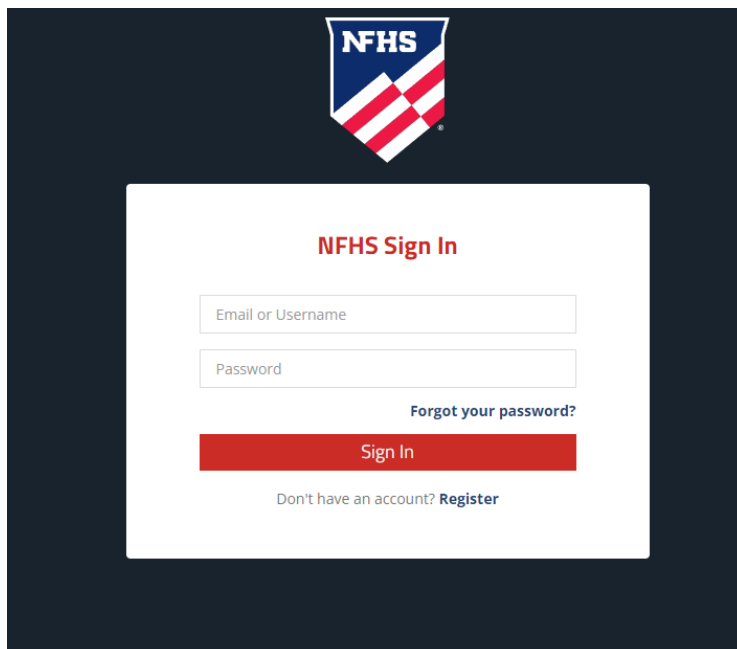 NFHS
®
NFHS Sign In
Email or Username
Password
Forgot your password?
Sign In
Don't have an account? Register